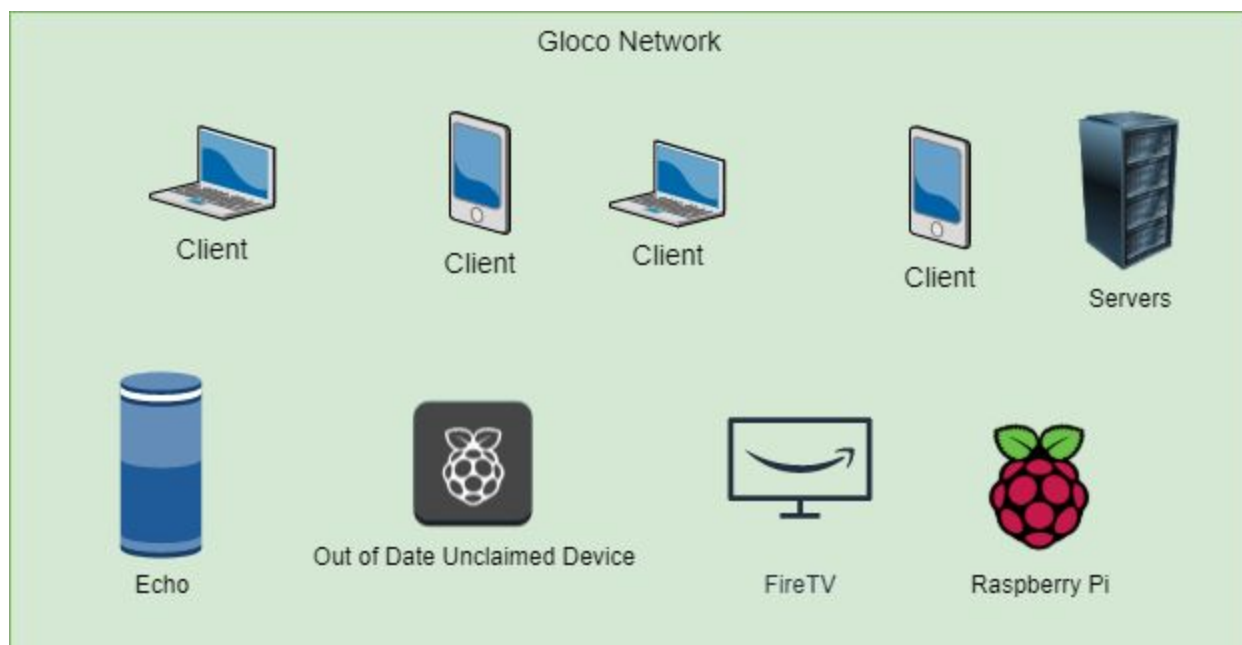 Gloco Network
Client
Client
Client
Client
Servers
Echo
Out of Date Unclaimed Device
FireTV
Raspberry Pi